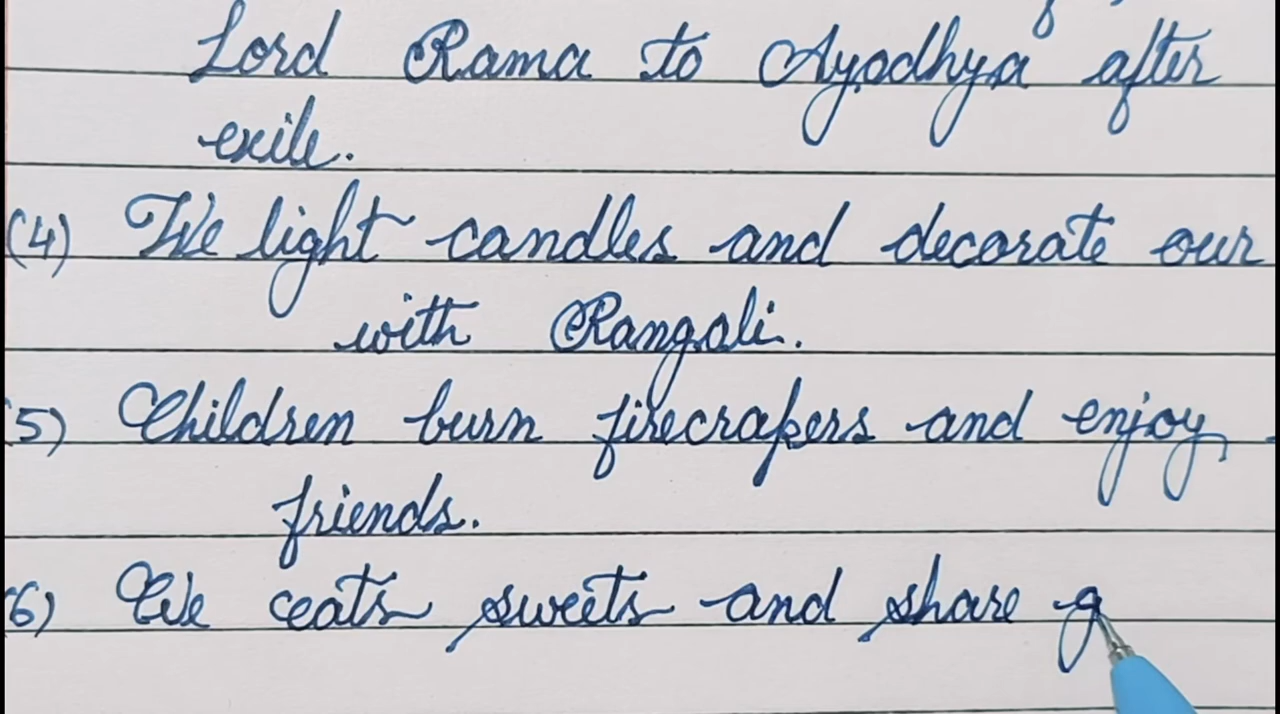 Lord Rama to Ayodhya after
exile.
(4) We light candles and decorate our
with Rangoli.
(5) Children burn firecrakers and enjoy
friends.
(6) We eats sweets and share g